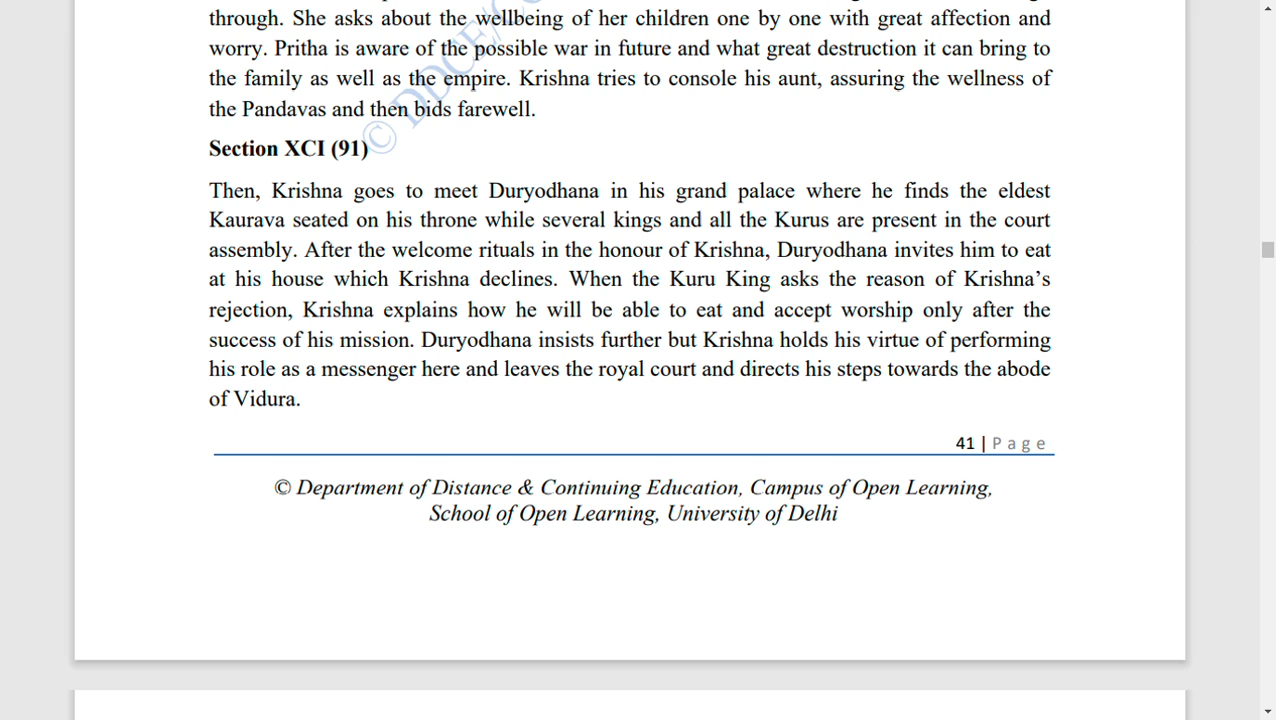 through. She asks about the wellbeing of her children one by one with great affection and
worry. Pritha is aware of the possible war in future and what great destruction it can bring to
the family as well as the empire. Krishna tries to console his aunt, assuring the wellness of
the Pandavas and then bids farewell.
Section XCI (91)
Then, Krishna goes to meet Duryodhana in his grand palace where he finds the eldest
Kaurava seated on his throne while several kings and all the Kurus are present in the court
assembly. After the welcome rituals in the honour of Krishna, Duryodhana invites him to eat
at his house which Krishna declines. When the Kuru King asks the reason of Krishna’s
rejection, Krishna explains how he will be able to eat and accept worship only after the
success of his mission. Duryodhana insists further but Krishna holds his virtue of performing
his role as a messenger here and leaves the royal court and directs his steps towards the abode
of Vidura.
41 | Page
© Department of Distance & Continuing Education, Campus of Open Learning,
School of Open Learning, University of Delhi
© DDCE/CO